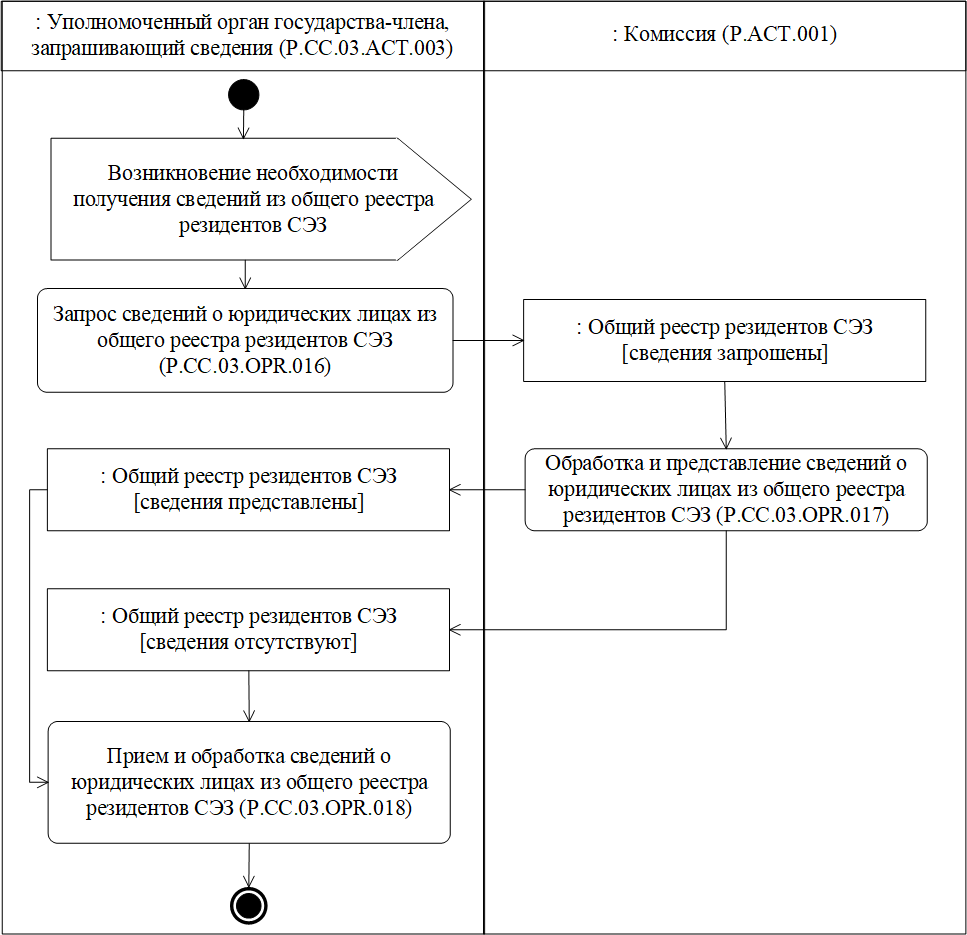 : Уполномоченный орган государства-члена,
запрашивающий сведения (P.CC.03.ACT.003)
: Комиссия (P.ACT.001)
Возникновение необходимости
получения сведений из общего реестра
резидентов СЭЗ
Запрос сведений о юридических лицах из
общего реестра резидентов СЭЗ
(P.CC.03.OPR.016)
: Общий реестр резидентов СЭЗ
[сведения запрошены]
Обработка и представление сведений о
юридических лицах из общего реестра
резидентов СЭЗ (P.CC.03.OPR.017)
: Общий реестр резидентов СЭЗ
[сведения представлены]
: Общий реестр резидентов СЭЗ
[сведения отсутствуют]
Прием и обработка сведений о
юридических лицах из общего реестра
резидентов СЭЗ (P.CC.03.OPR.018)